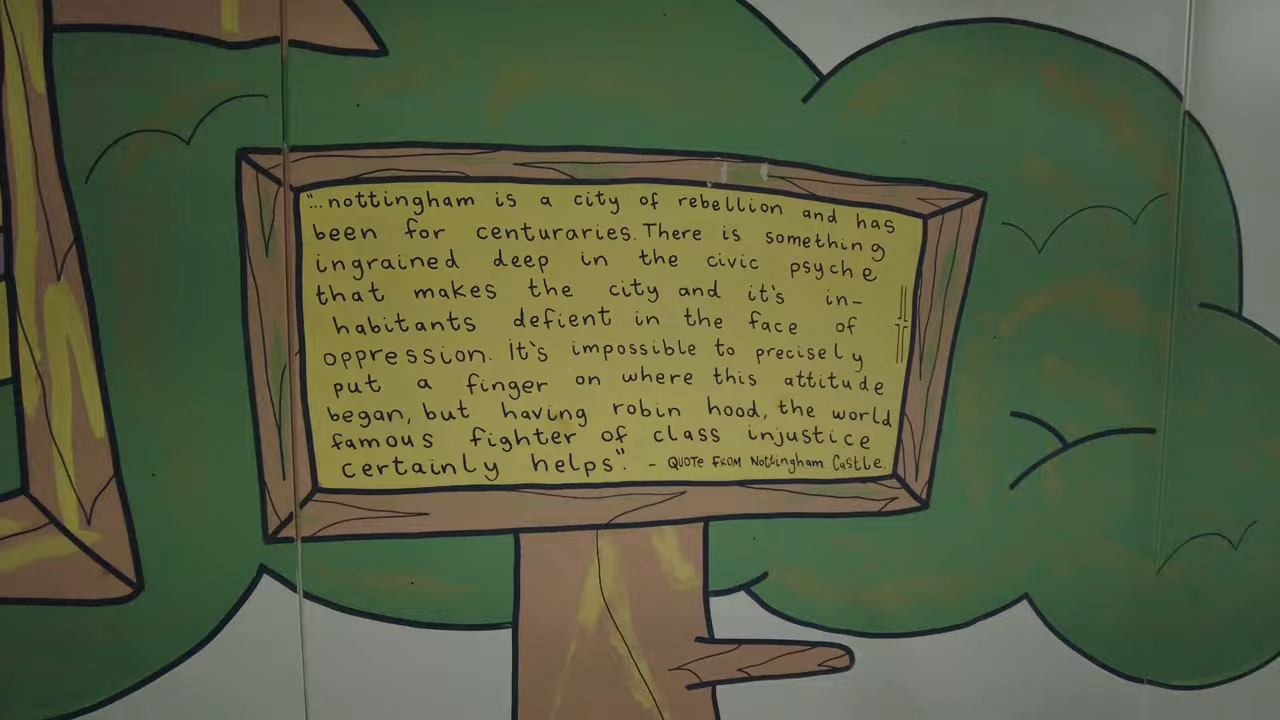 "...nottingham is a city of rebellion and has
been for centuraries. There is something
ingrained deep in the civic psyche
that makes the city and it's in-
habitants defient in the face of
oppression. it's impossible to precisely
put a finger on where this attitude
began, but having robin hood, the world
famous fighter of class injustice
certainly helps". - QUOTE FROM Nottingham Castle.